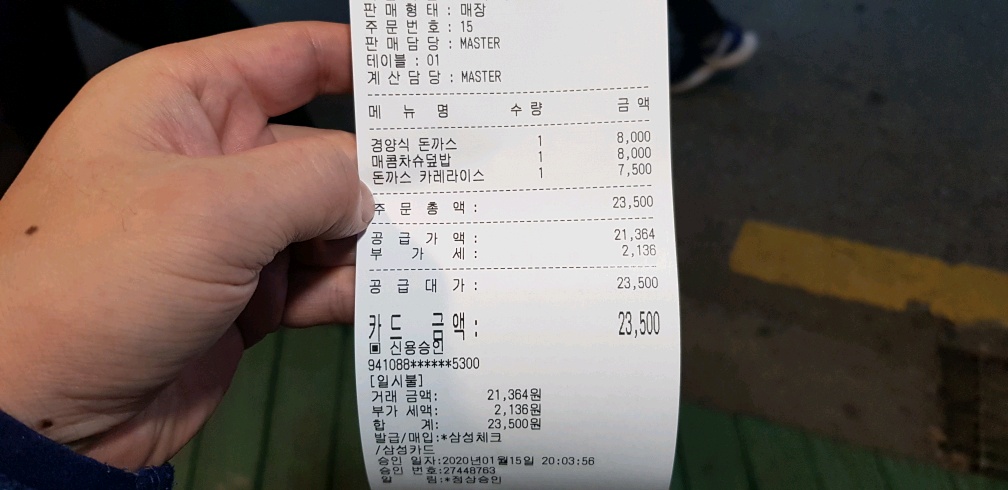 판 매 형 태 : 매장
주 문 번 호 : 15
판 매 담 당 : MASTER
테이블 : 01
계 산 담 당 : MASTER
메 뉴 명 수 량 금 액
경양식 돈까스 1 8,000
매콤차슈덮밥 1 8,000
돈까스 카레라이스 1 7,500
주 문 총 액 : 23,500
공 급 가 액 : 21,364
부 가 세 : 2,136
공 급 대 가 : 23,500
카 드 금 액 : 23,500
▣ 신용승인
941088******5300
[일시불]
거래 금액: 21,364원
부가 세액: 2,136원
합 계: 23,500원
발급/매입:*삼성체크
/삼성카드
승인 일자:2020년01월15일 20:03:56
승인 번호:27448763
알 림:*정상승인